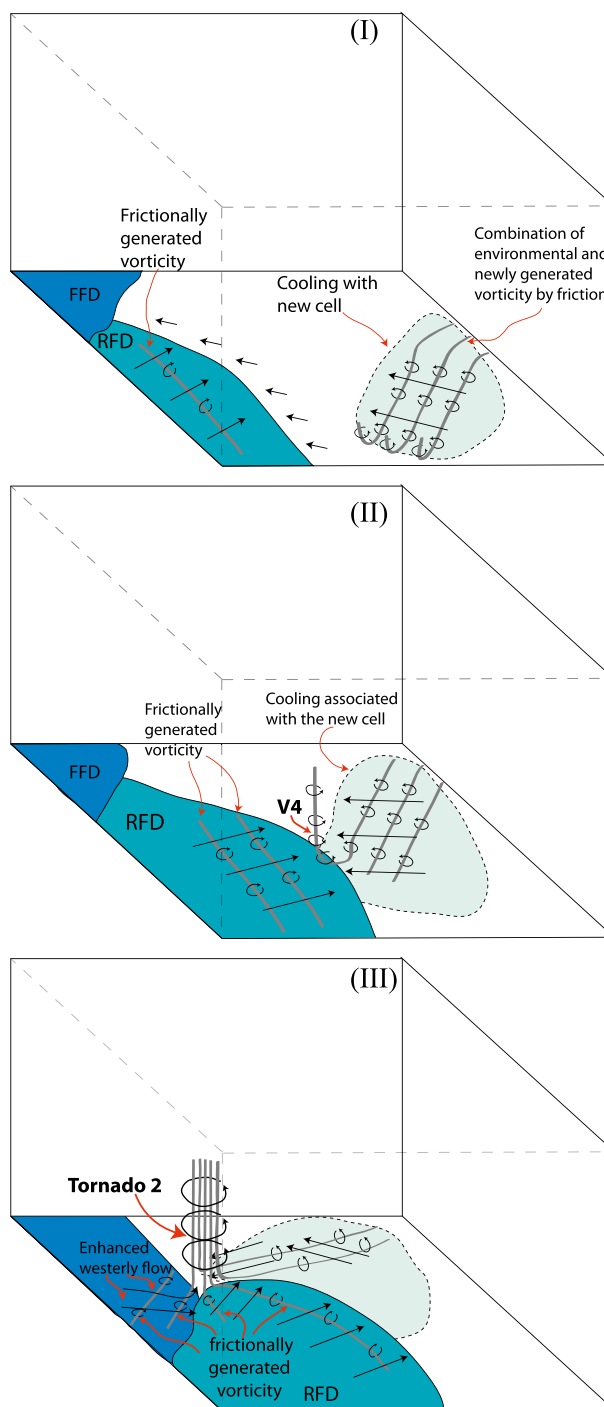 (I)
Frictionally
generated
vorticity
Combination of
environmental and
newly generated
vorticity by friction
Cooling with
new cell
FFD
RFD
(II)
Cooling associated
with the new cell
Frictionally
generated
vorticity
FFD
V4
RFD
(III)
Tornado 2
Enhanced
westerly flow
frictionally
generated
vorticity
RFD